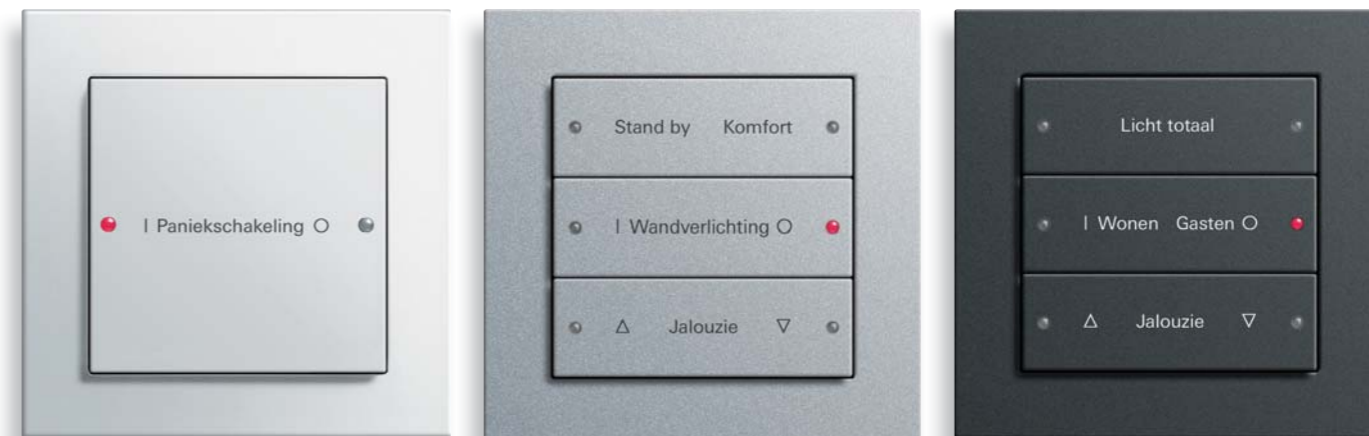 | Paniekschakeling O
Stand by Komfort
| Wandverlichting O
△ Jalouzie ▽
Licht totaal
| Wonen Gasten O
△ Jalouzie ▽